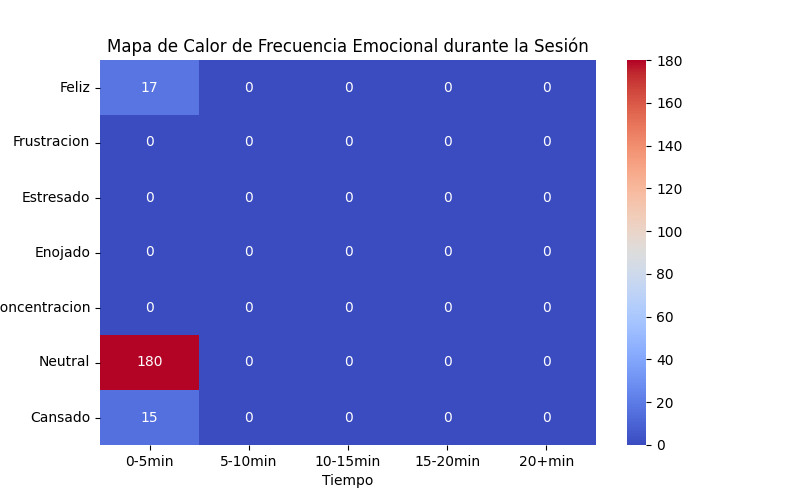 Mapa de Calor de Frecuencia Emocional durante la Sesión
Feliz 17 0 0 0 0
Frustracion 0 0 0 0 0
Estresado 0 0 0 0 0
Enojado 0 0 0 0 0
oncentracion 0 0 0 0 0
Neutral 180 0 0 0 0
Cansado 15 0 0 0 0
0-5min 5-10min 10-15min 15-20min 20+min
Tiempo
180
160
140
120
100
80
60
40
20
0